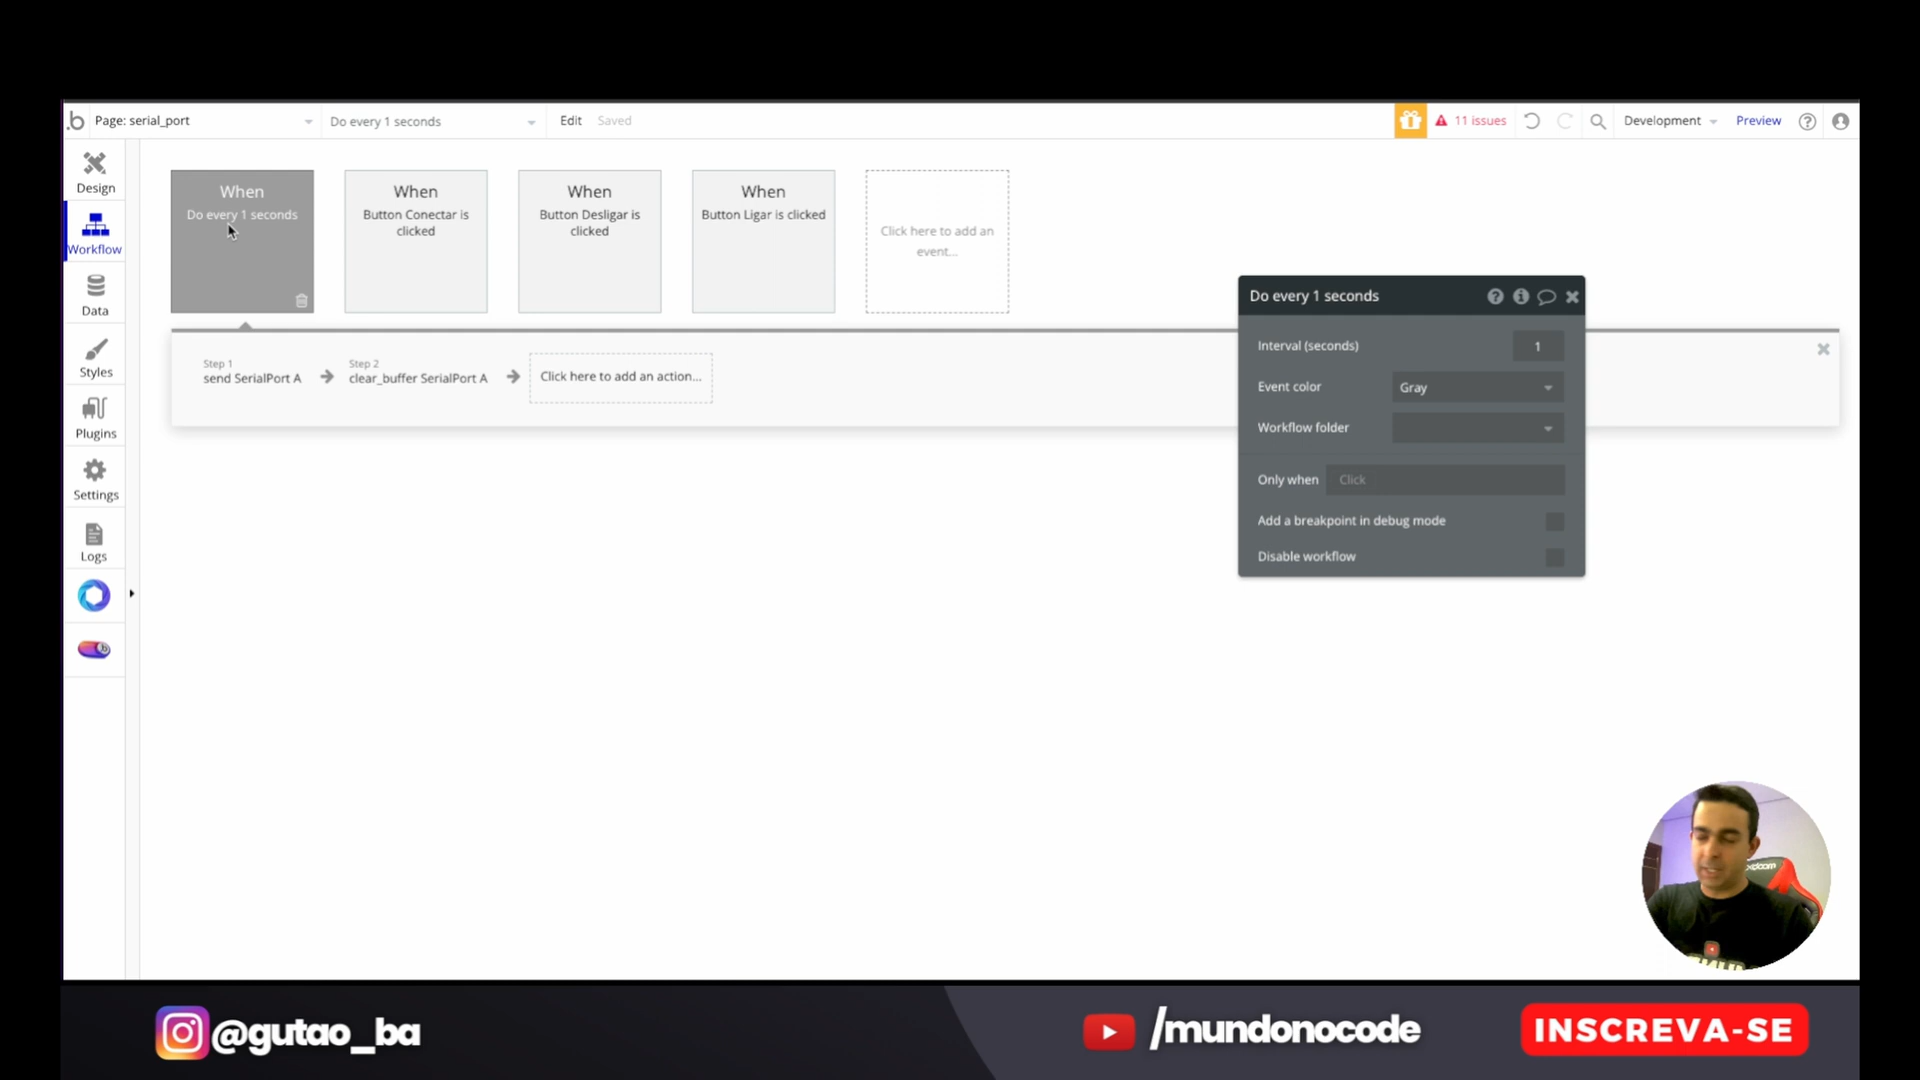 .b Page: serial_port
Do every 1 seconds
Edit
Saved
11 issues
Development
Preview
?
Design
Workflow
Data
Styles
Plugins
Settings
Logs
When
Do every 1 seconds
When
Button Conectar is
clicked
When
Button Desligar is
clicked
When
Button Ligar is clicked
Click here to add an
event...
Step 1
send SerialPort A
Step 2
clear_buffer SerialPort A
Click here to add an action...
Do every 1 seconds
Interval (seconds)
1
Event color
Gray
Workflow folder
Only when
Click
Add a breakpoint in debug mode
Disable workflow
@gutao_ba
/mundonocode
INSCREVA-SE